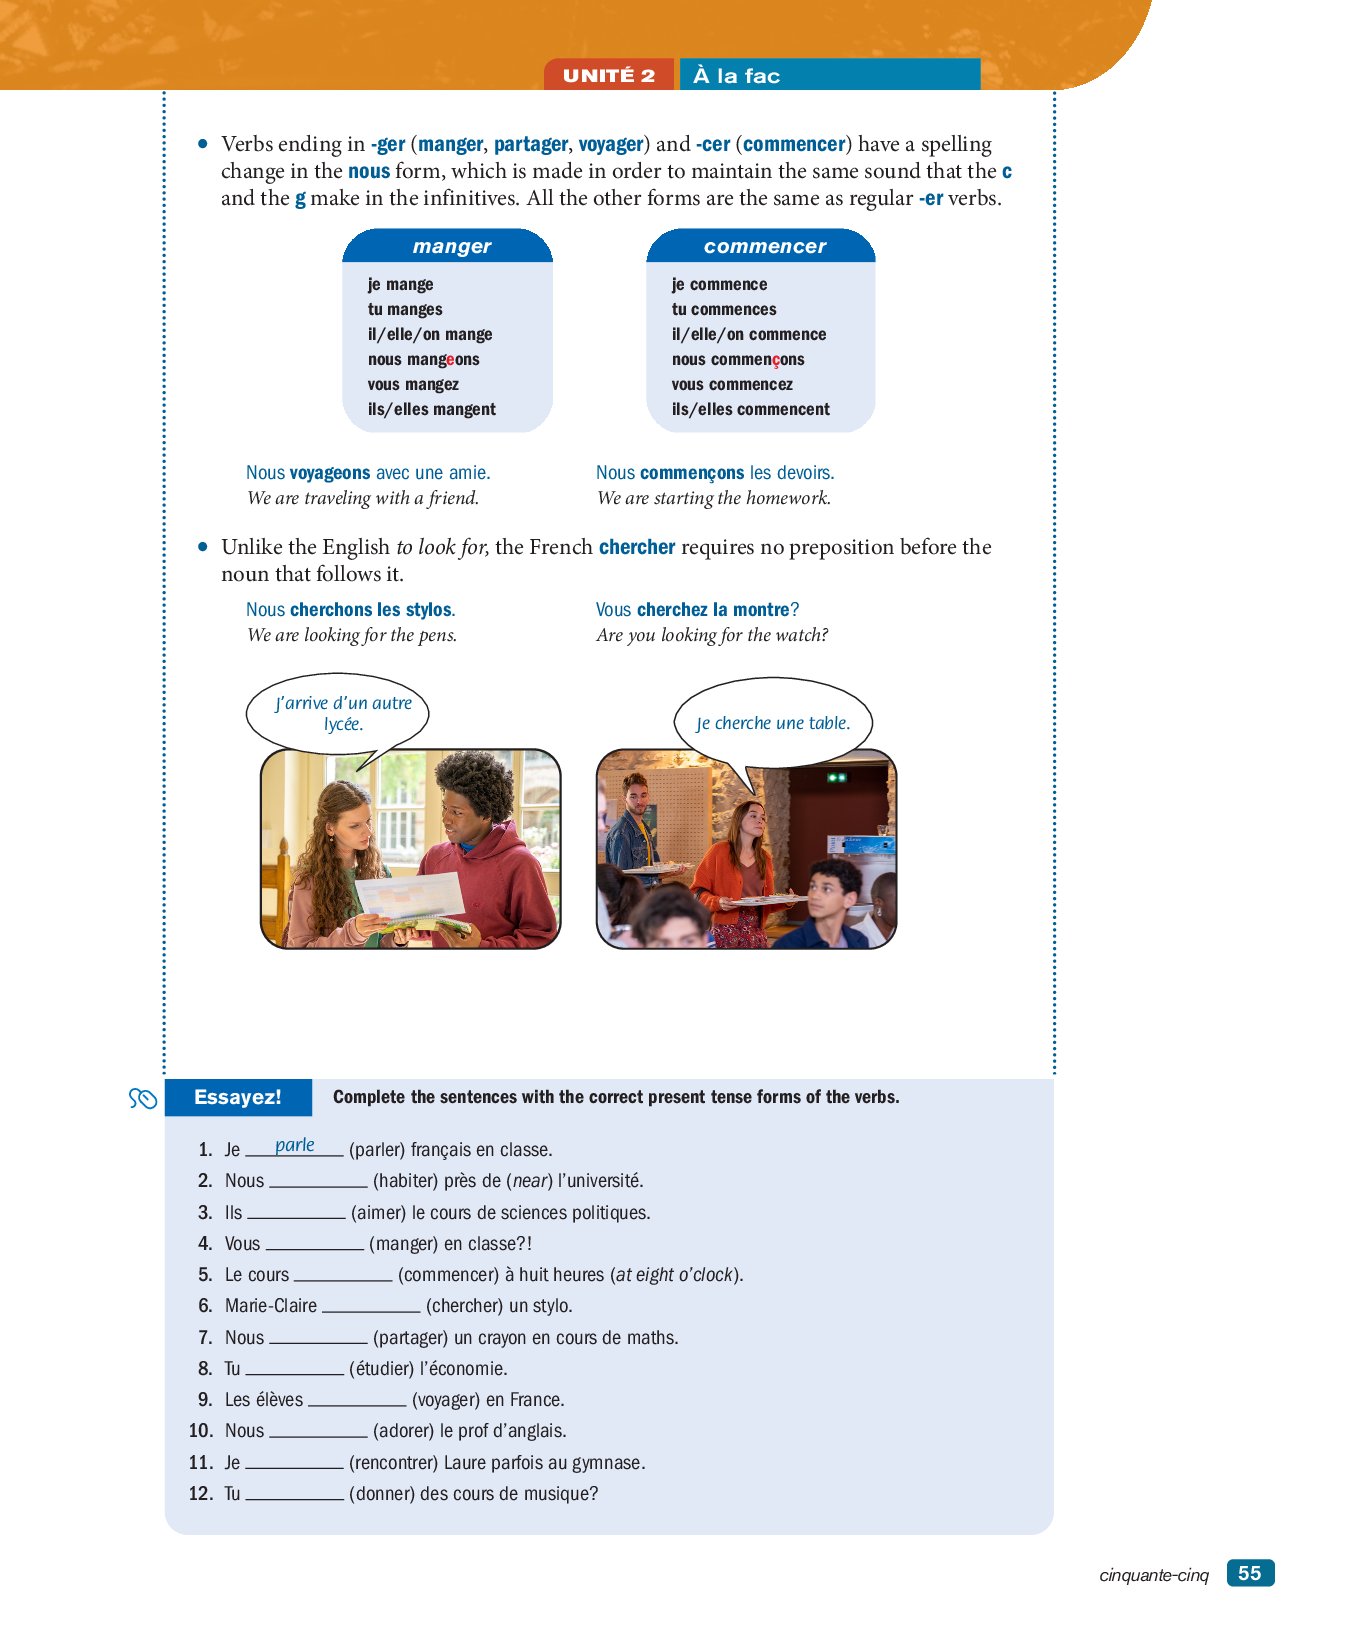 UNITÉ 2 À la fac
• Verbs ending in -ger (manger, partager, voyager) and -cer (commencer) have a spelling
change in the nous form, which is made in order to maintain the same sound that the c
and the g make in the infinitives. All the other forms are the same as regular -er verbs.
manger
je mange
tu manges
il/elle/on mange
nous mangeons
vous mangez
ils/elles mangent
commencer
je commence
tu commences
il/elle/on commence
nous commençons
vous commencez
ils/elles commencent
Nous voyageons avec une amie.
We are traveling with a friend.
Nous commençons les devoirs.
We are starting the homework.
• Unlike the English to look for, the French chercher requires no preposition before the
noun that follows it.
Nous cherchons les stylos.
We are looking for the pens.
Vous cherchez la montre?
Are you looking for the watch?
J'arrive d'un autre
lycée.
Je cherche une table.
Essayez! Complete the sentences with the correct present tense forms of the verbs.
1. Je parle (parler) français en classe.
2. Nous __________ (habiter) près de (near) l'université.
3. Ils __________ (aimer) le cours de sciences politiques.
4. Vous __________ (manger) en classe?!
5. Le cours __________ (commencer) à huit heures (at eight o'clock).
6. Marie-Claire __________ (chercher) un stylo.
7. Nous __________ (partager) un crayon en cours de maths.
8. Tu __________ (étudier) l'économie.
9. Les élèves __________ (voyager) en France.
10. Nous __________ (adorer) le prof d'anglais.
11. Je __________ (rencontrer) Laure parfois au gymnase.
12. Tu __________ (donner) des cours de musique?
cinquante-cinq 55